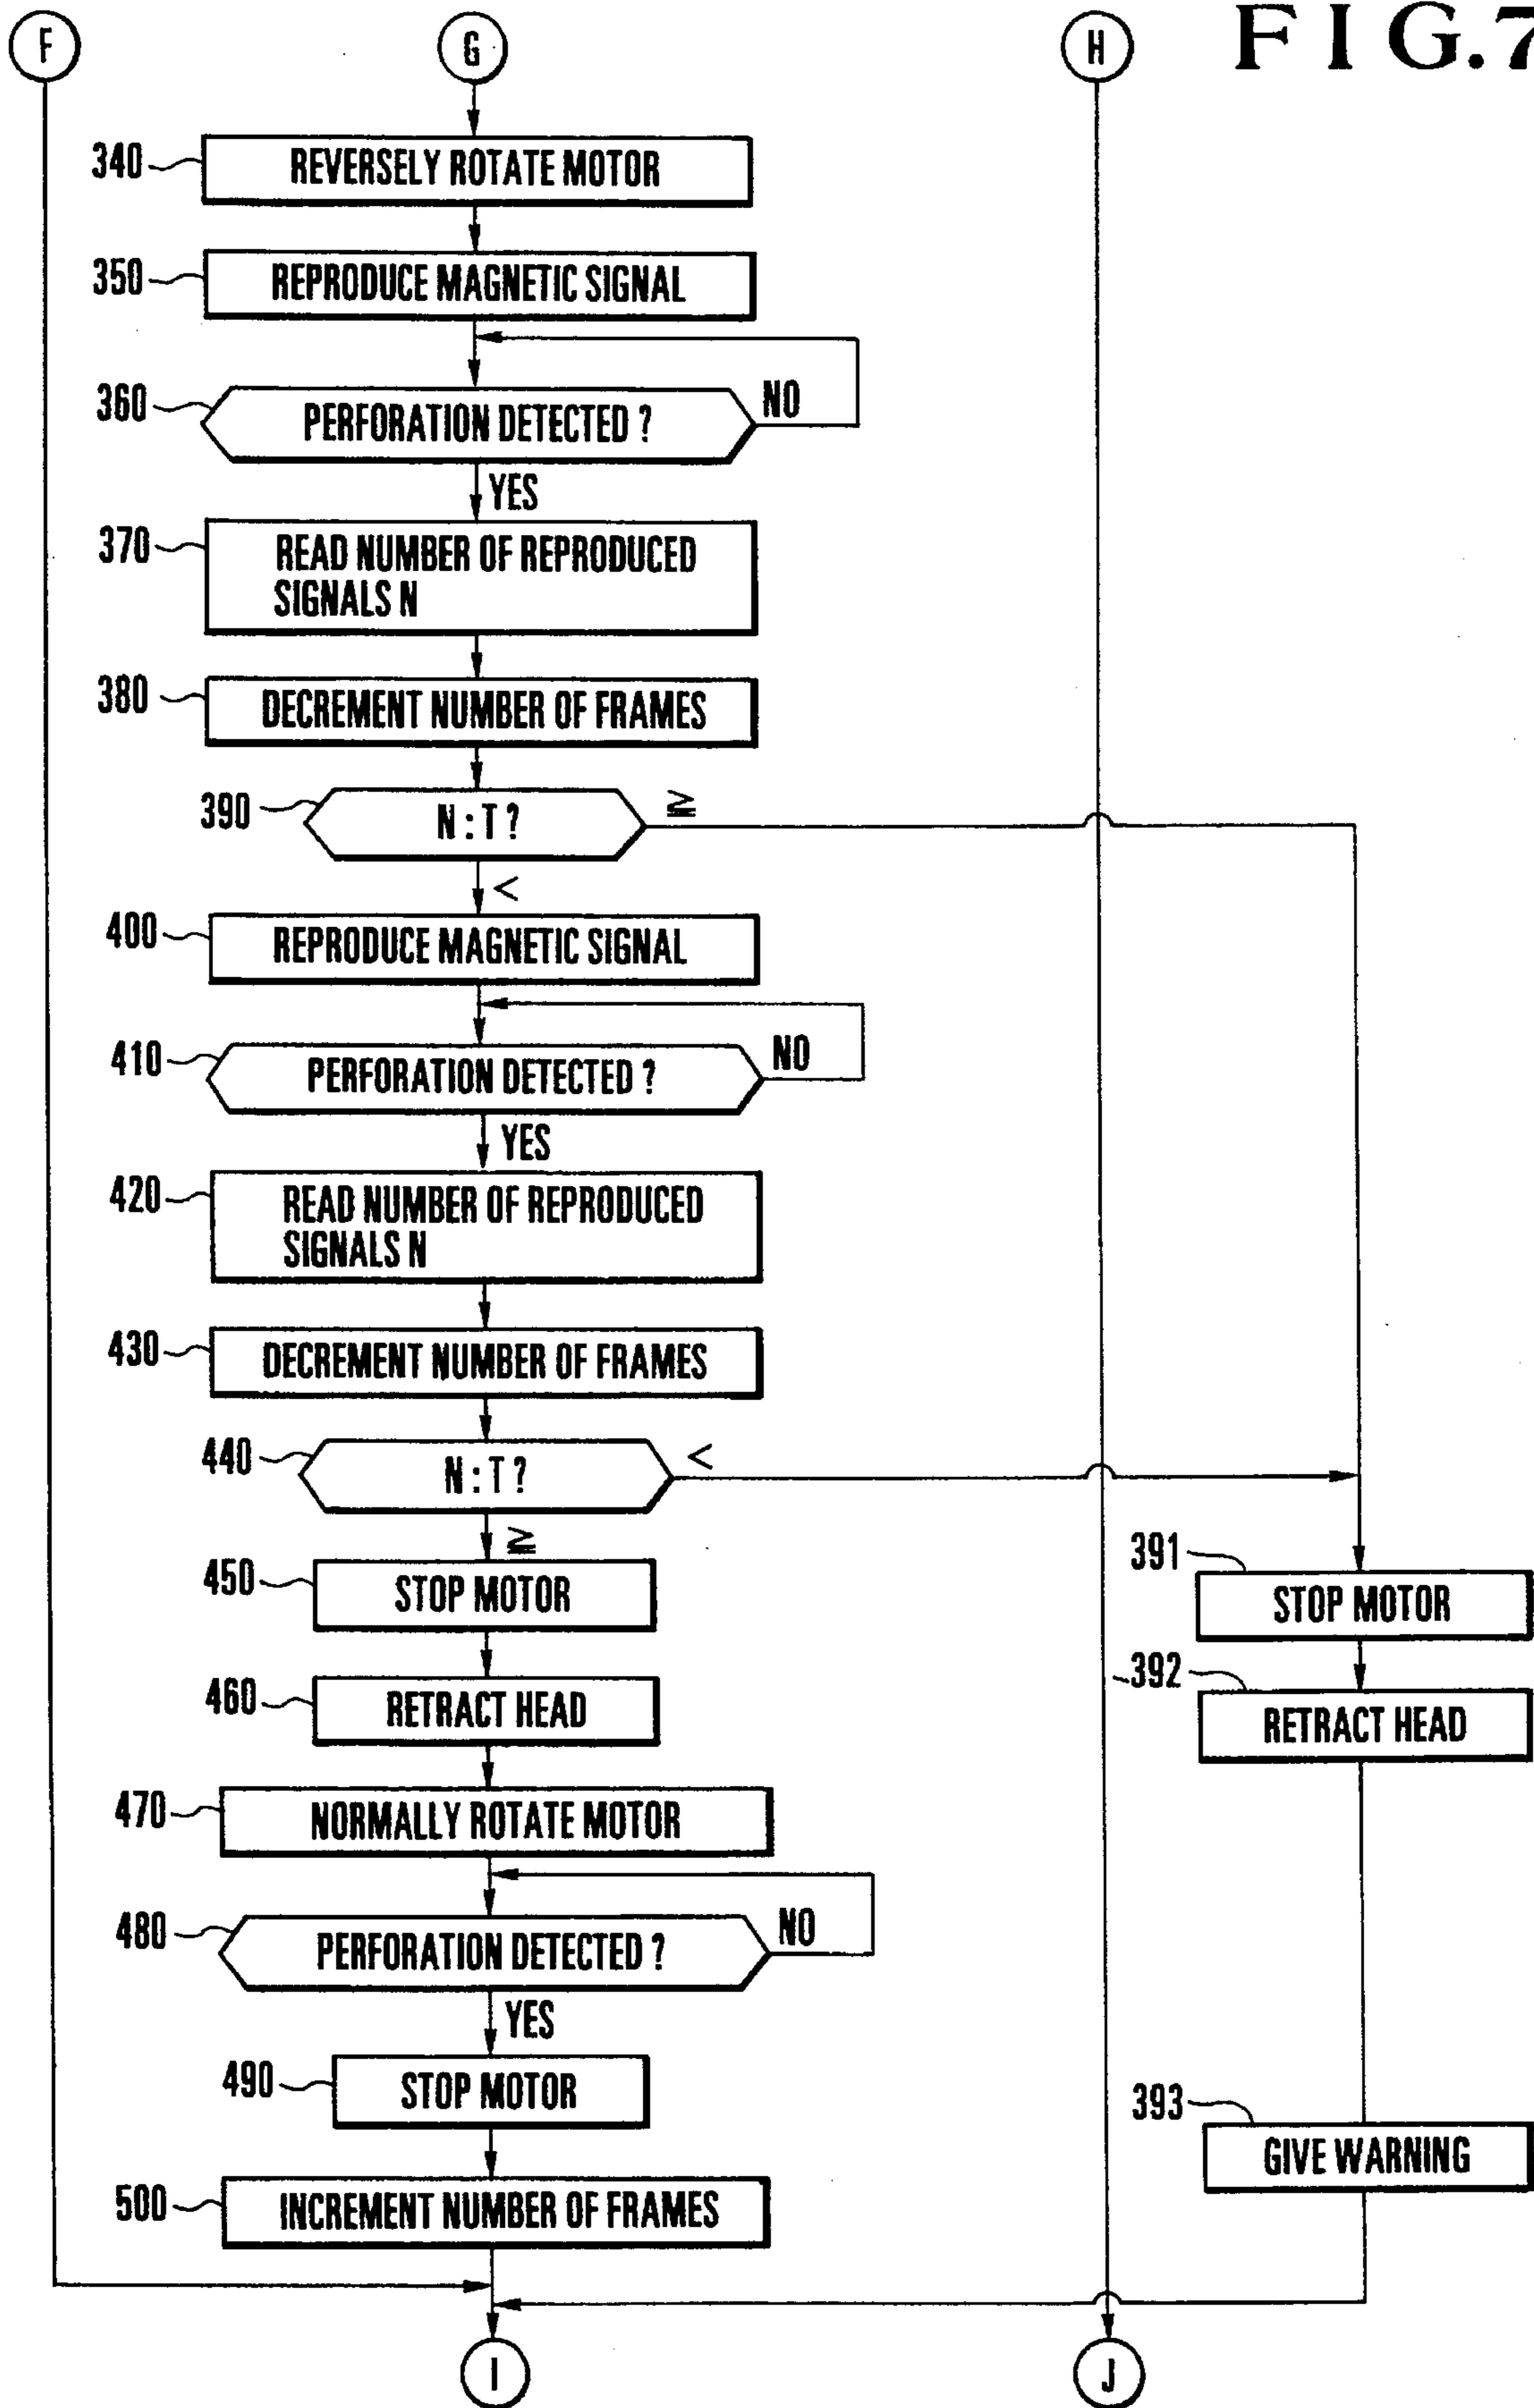 F
G
H
FIG.7
340
REVERSELY ROTATE MOTOR
350
REPRODUCE MAGNETIC SIGNAL
360
PERFORATION DETECTED ?
NO
YES
370
READ NUMBER OF REPRODUCED
SIGNALS N
380
DECREMENT NUMBER OF FRAMES
390
N : T ?
≧
<
400
REPRODUCE MAGNETIC SIGNAL
410
PERFORATION DETECTED ?
NO
YES
420
READ NUMBER OF REPRODUCED
SIGNALS N
430
DECREMENT NUMBER OF FRAMES
440
N : T ?
<
≧
450
STOP MOTOR
391
STOP MOTOR
460
RETRACT HEAD
392
RETRACT HEAD
470
NORMALLY ROTATE MOTOR
480
PERFORATION DETECTED ?
NO
YES
490
STOP MOTOR
393
GIVE WARNING
500
INCREMENT NUMBER OF FRAMES
I
J